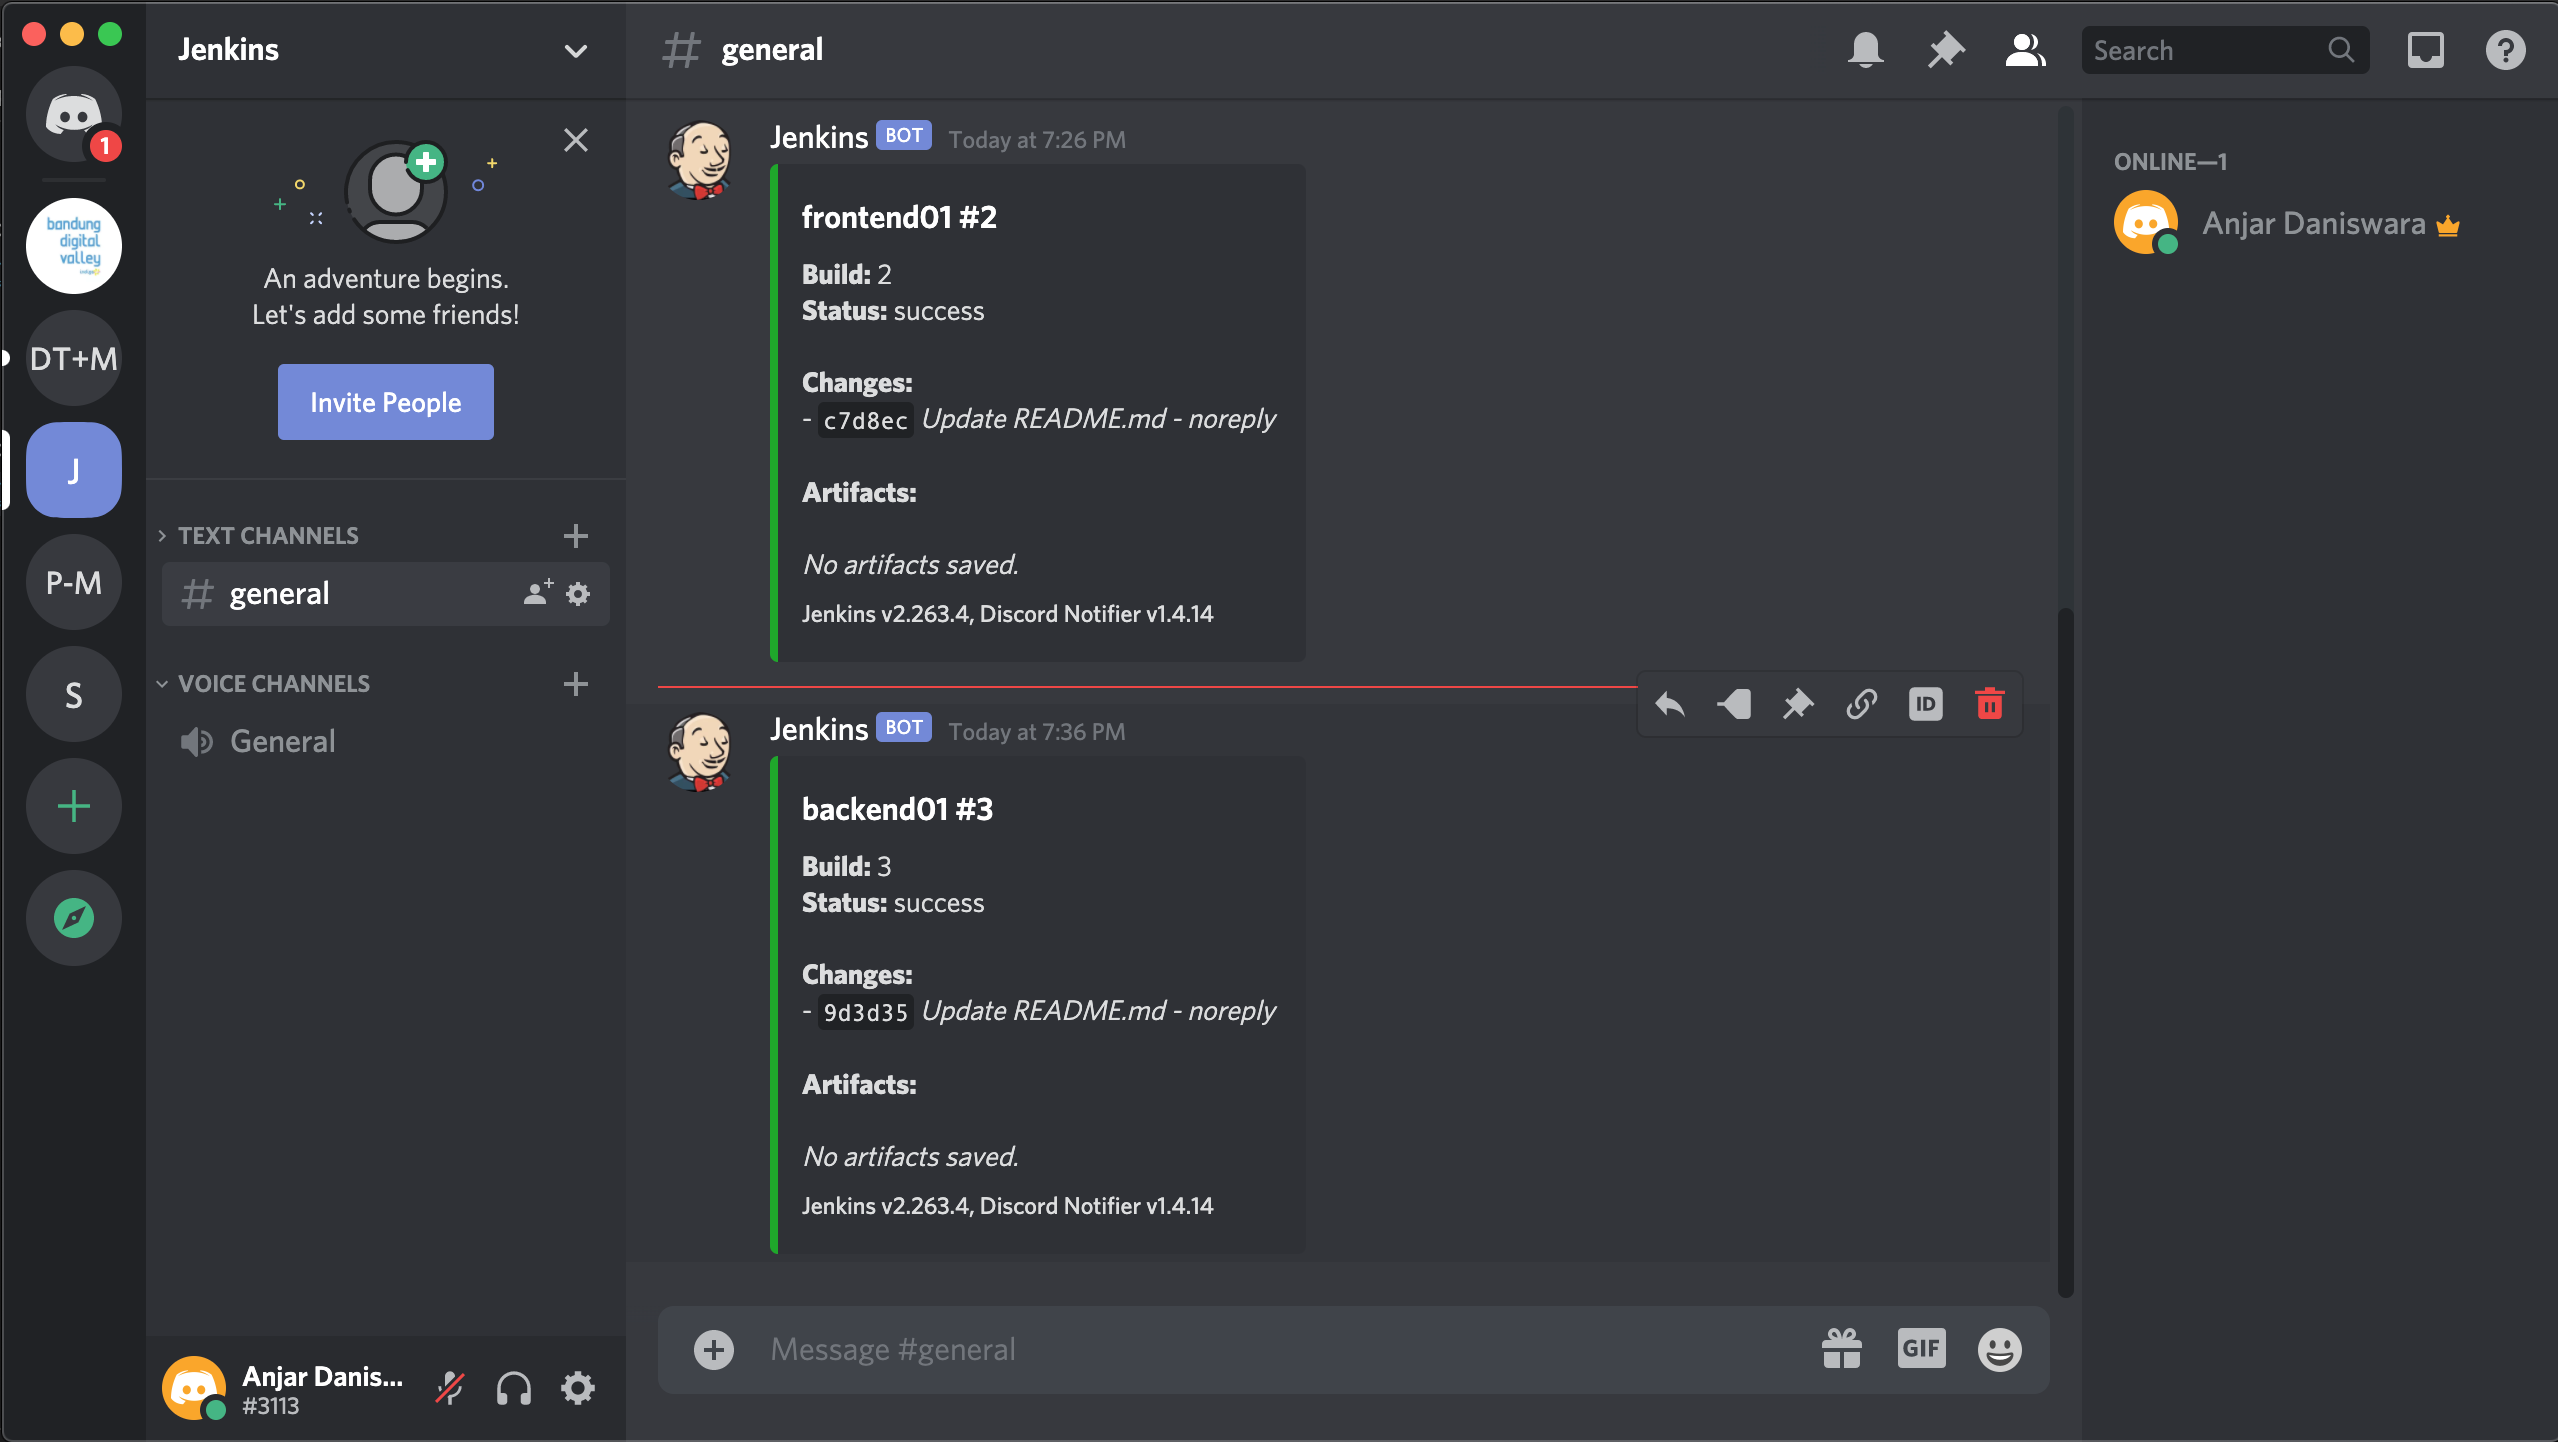 1
bandung
digital
valley
indigo
DT+M
J
P-M
S
Jenkins
An adventure begins.
Let's add some friends!
Invite People
TEXT CHANNELS
general
VOICE CHANNELS
General
Anjar Danis...
#3113
general
Search
Jenkins BOT Today at 7:26 PM
frontend01 #2
Build: 2
Status: success
Changes:
- c7d8ec Update README.md - noreply
Artifacts:
No artifacts saved.
Jenkins v2.263.4, Discord Notifier v1.4.14
ID
Jenkins BOT Today at 7:36 PM
backend01 #3
Build: 3
Status: success
Changes:
- 9d3d35 Update README.md - noreply
Artifacts:
No artifacts saved.
Jenkins v2.263.4, Discord Notifier v1.4.14
Message #general
GIF
ONLINE—1
Anjar Daniswara